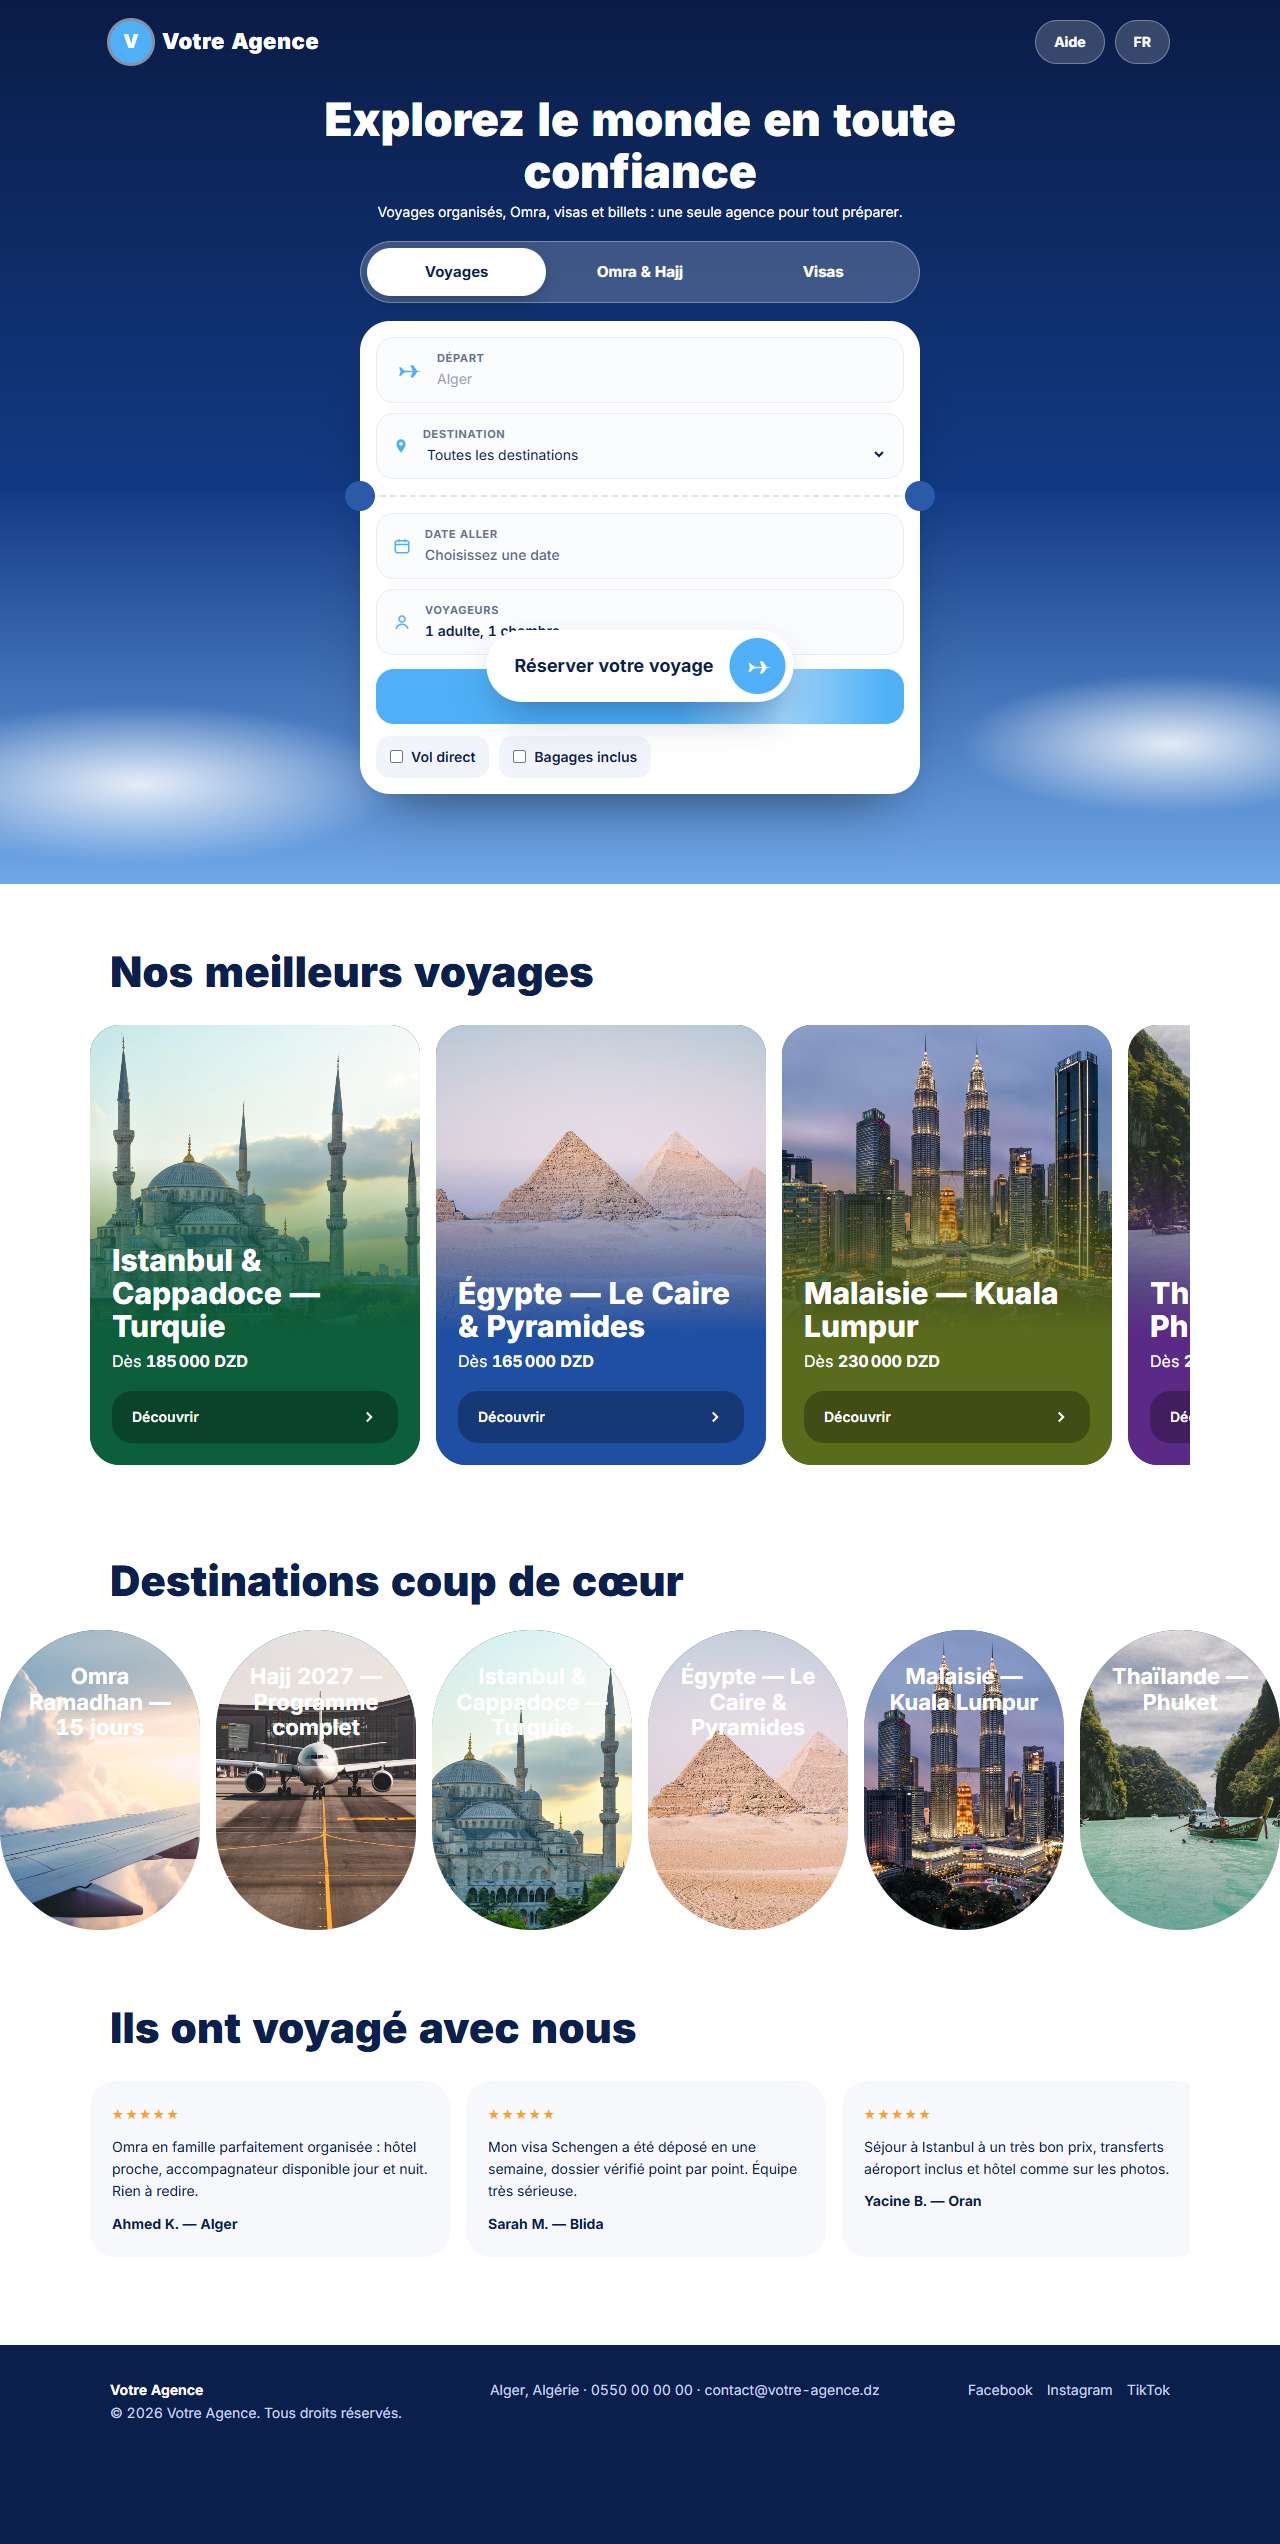 V Votre Agence
Aide FR
Explorez le monde en toute
confiance
Voyages organisés, Omra, visas et billets : une seule agence pour tout préparer.
Voyages Omra & Hajj Visas
DÉPART
Alger
DESTINATION
Toutes les destinations
DATE ALLER
Choisissez une date
VOYAGEURS
1 adulte, 1 chambre
Réserver votre voyage
Vol direct Bagages inclus
Nos meilleurs voyages
Istanbul &
Cappadoce —
Turquie
Dès 185 000 DZD
Découvrir
Égypte — Le Caire
& Pyramides
Dès 165 000 DZD
Découvrir
Malaisie — Kuala
Lumpur
Dès 230 000 DZD
Découvrir
Th
Ph
Dès 2
Dé
Destinations coup de cœur
Omra
Ramadhan —
15 jours
Hajj 2027 —
Programme
complet
Istanbul &
Cappadoce —
Turquie
Égypte — Le
Caire &
Pyramides
Malaisie —
Kuala Lumpur
Thaïlande —
Phuket
Ils ont voyagé avec nous
★★★★★
Omra en famille parfaitement organisée : hôtel
proche, accompagnateur disponible jour et nuit.
Rien à redire.
Ahmed K. — Alger
★★★★★
Mon visa Schengen a été déposé en une
semaine, dossier vérifié point par point. Équipe
très sérieuse.
Sarah M. — Blida
★★★★★
Séjour à Istanbul à un très bon prix, transferts
aéroport inclus et hôtel comme sur les photos.
Yacine B. — Oran
Votre Agence
© 2026 Votre Agence. Tous droits réservés.
Alger, Algérie · 0550 00 00 00 · contact@votre-agence.dz
Facebook Instagram TikTok